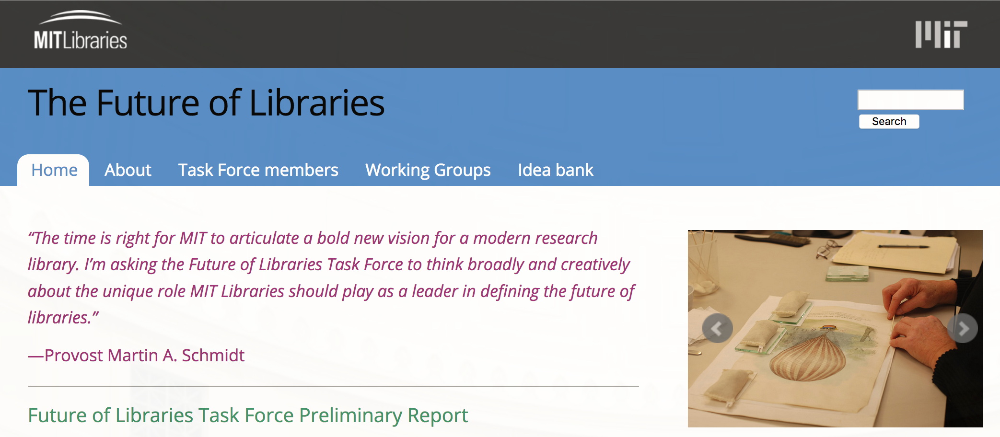 MITLibraries
MIT
The Future of Libraries
Search
Home About Task Force members Working Groups Idea bank
“The time is right for MIT to articulate a bold new vision for a modern research
library. I’m asking the Future of Libraries Task Force to think broadly and creatively
about the unique role MIT Libraries should play as a leader in defining the future of
libraries.”
—Provost Martin A. Schmidt
Future of Libraries Task Force Preliminary Report